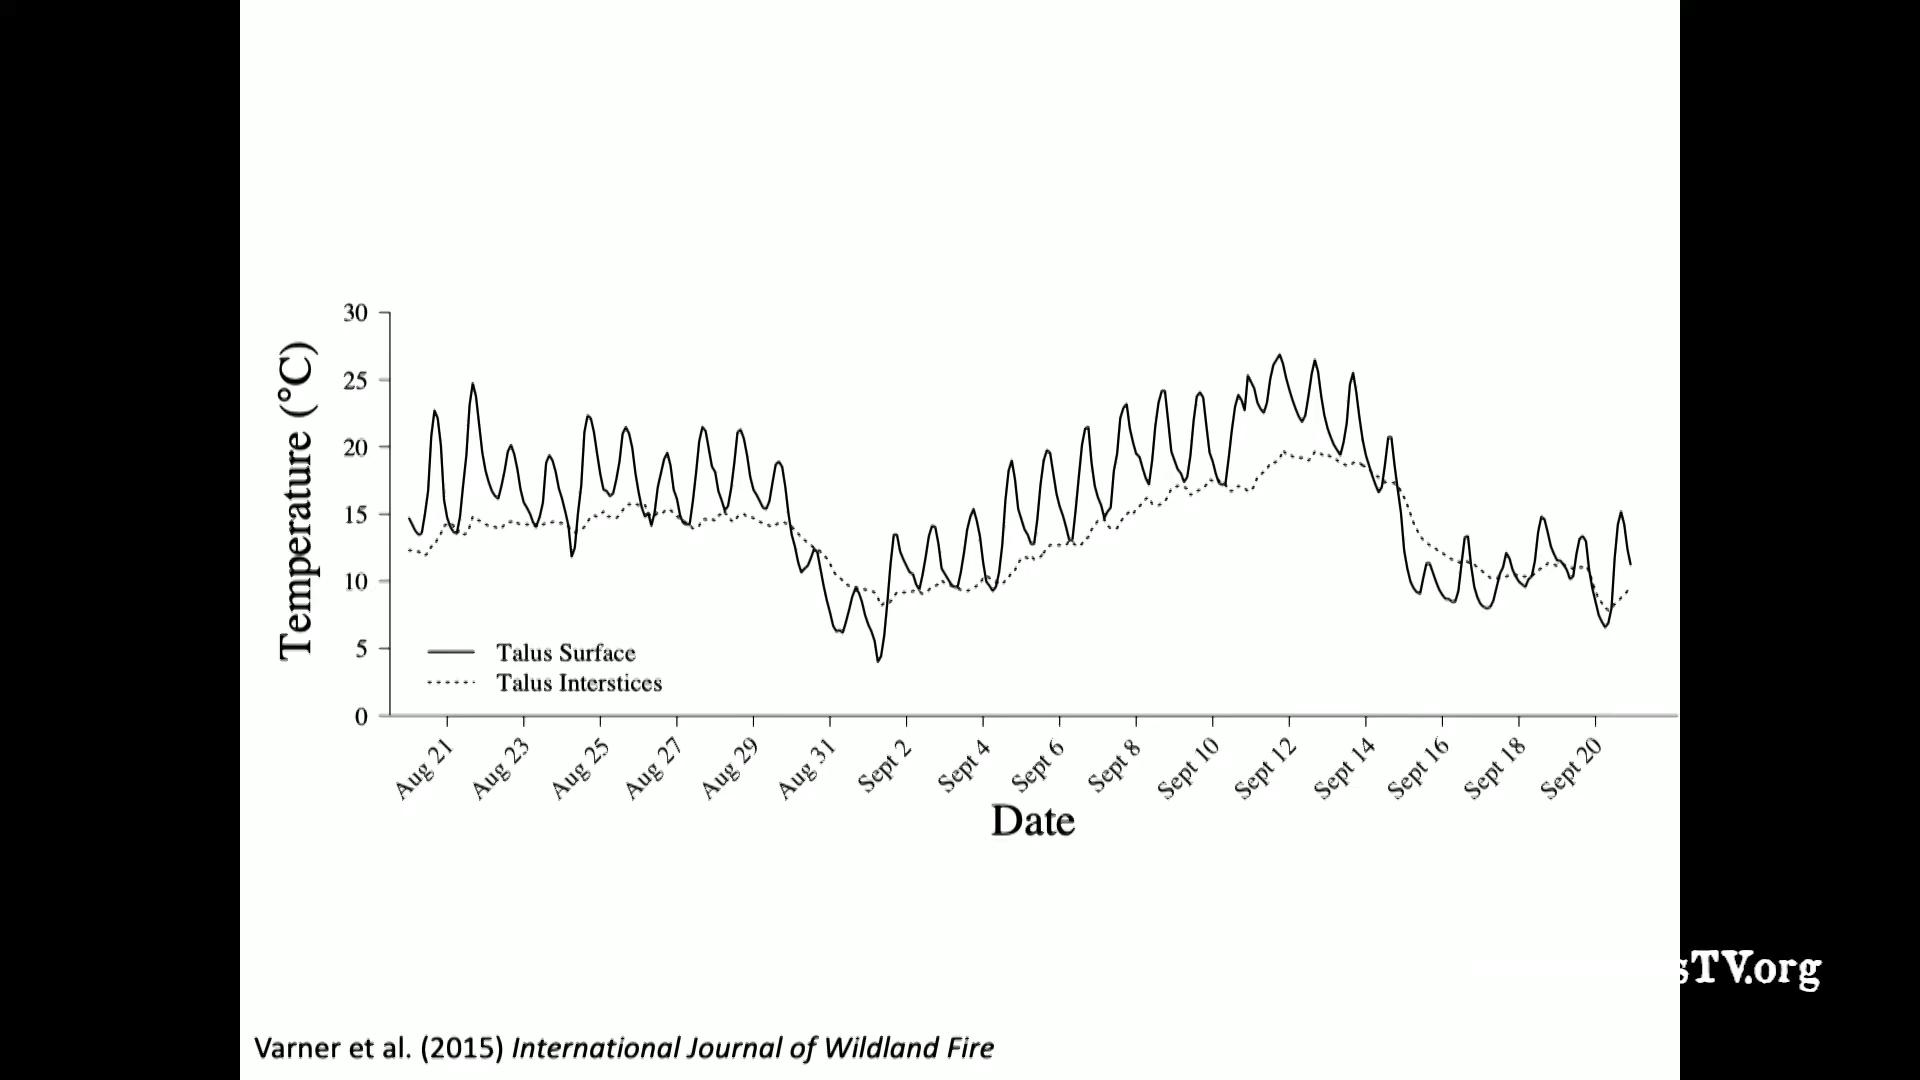 30
25
20
15
10
5
0
Temperature (°C)
Talus Surface
Talus Interstices
Aug 21
Aug 23
Aug 25
Aug 27
Aug 29
Aug 31
Sept 2
Sept 4
Sept 6
Sept 8
Sept 10
Sept 12
Sept 14
Sept 16
Sept 18
Sept 20
Date
sTV.org
Varner et al. (2015) International Journal of Wildland Fire